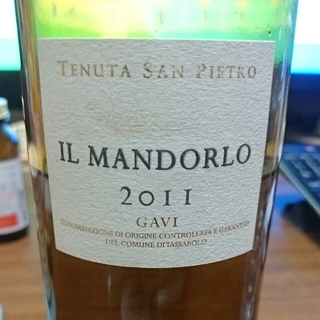 TENUTA SAN PIETRO
IL MANDORLO
2011
GAVI
DENOMINAZIONE DI ORIGINE CONTROLLATA E GARANTITA
DEL COMUNE DI TASSAROLO